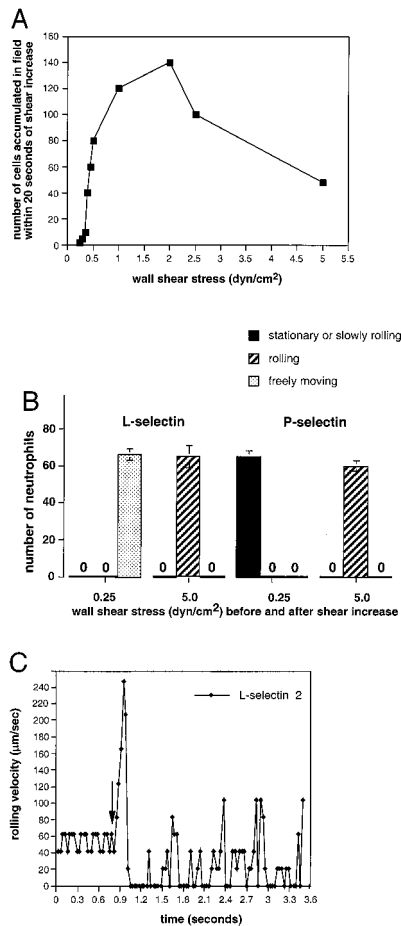 A
number of cells accumulated in field
within 20 seconds of shear increase
160
140
120
100
80
60
40
20
0
0 0.5 1 1.5 2 2.5 3 3.5 4 4.5 5 5.5
wall shear stress (dyn/cm2)
stationary or slowly rolling
rolling
freely moving
B
L-selectin P-selectin
number of neutrophils
80
60
40
20
0
0 0 0 0 0 0 0 0
0.25 5.0 0.25 5.0
wall shear stress (dyn/cm2) before and after shear increase
C
L-selectin 2
rolling velocity (µm/sec)
240
220
200
180
160
140
120
100
80
60
40
20
0
0 0.3 0.6 0.9 1.2 1.5 1.8 2.1 2.4 2.7 3 3.3 3.6
time (seconds)